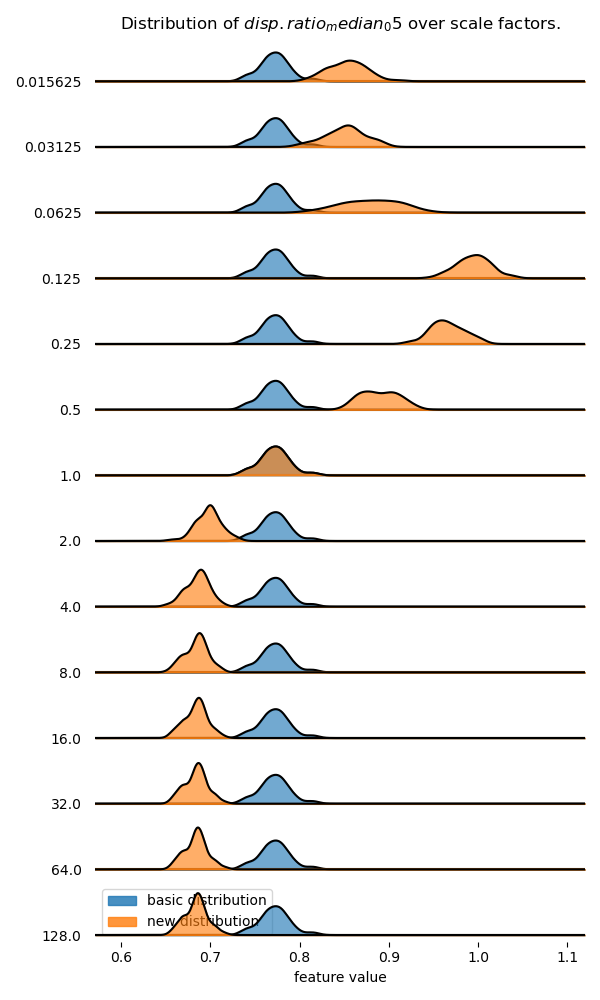 Distribution of disp.ratio_median_05 over scale factors.
0.015625
0.03125
0.0625
0.125
0.25
0.5
1.0
2.0
4.0
8.0
16.0
32.0
64.0
basic distribution
new distribution
128.0
0.6 0.7 0.8 0.9 1.0 1.1
feature value